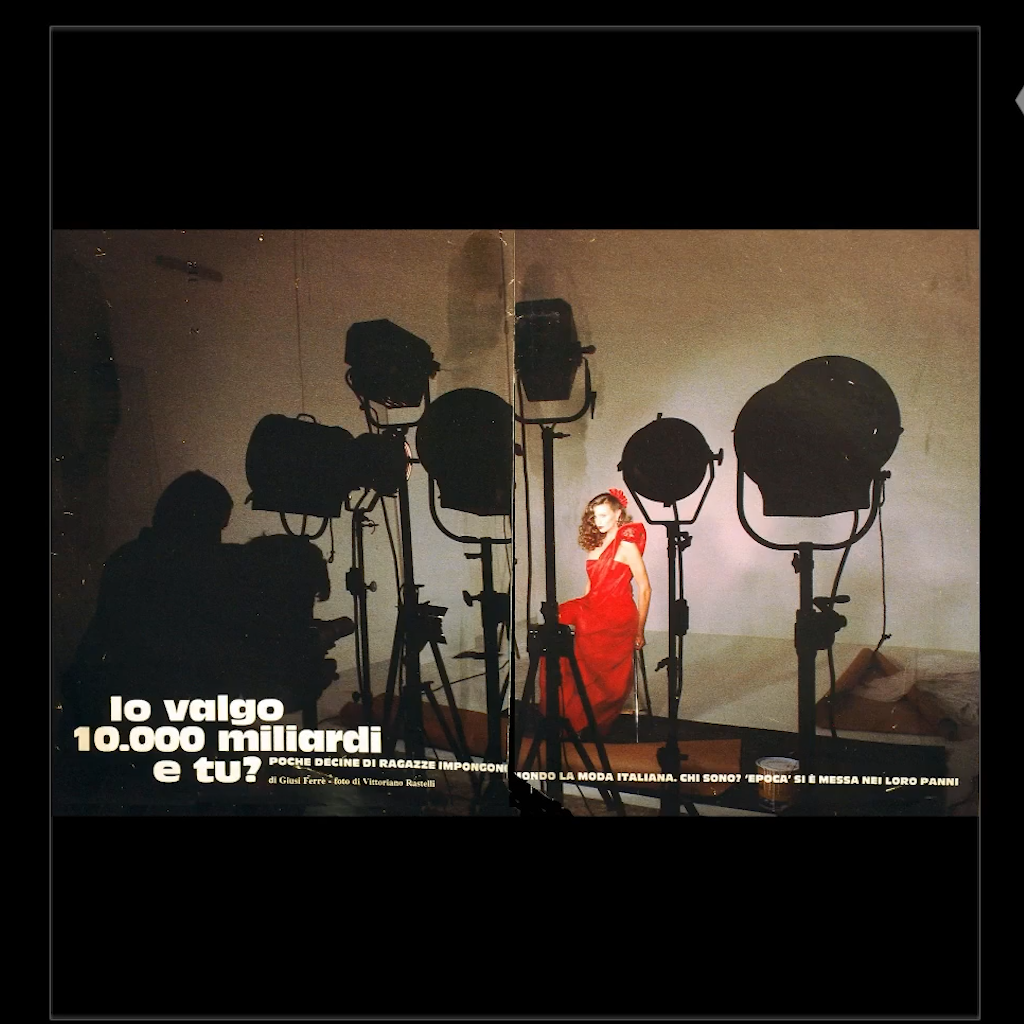 Io valgo
10.000 miliardi
e tu?
POCHE DECINE DI RAGAZZE IMPONGONO
MONDO LA MODA ITALIANA. CHI SONO? 'EPOCA' SI È MESSA NEI LORO PANNI
di Giusi Ferrè - foto di Vittoriano Rastelli